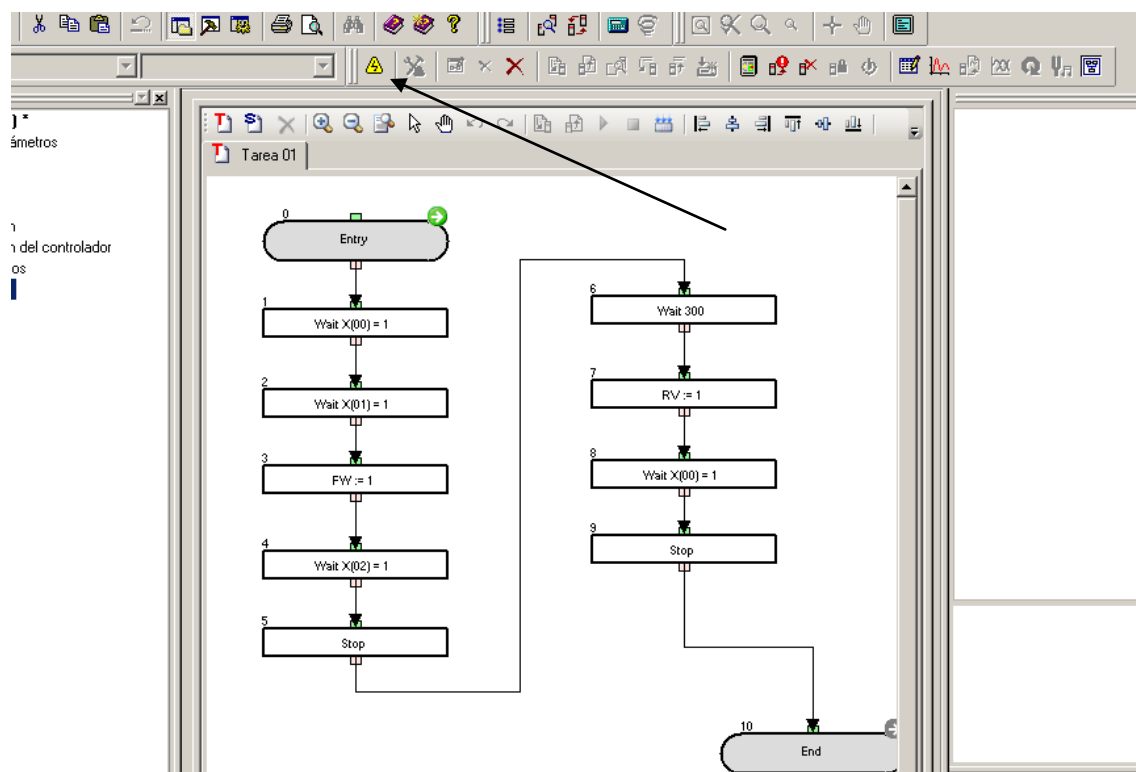 ) *
ámetros
n
n del controlador
os
Tarea 01
0
Entry
1
Wait X(00) = 1
2
Wait X(01) = 1
3
FW := 1
4
Wait X(02) = 1
5
Stop
6
Wait 300
7
RV := 1
8
Wait X(00) = 1
9
Stop
10
End